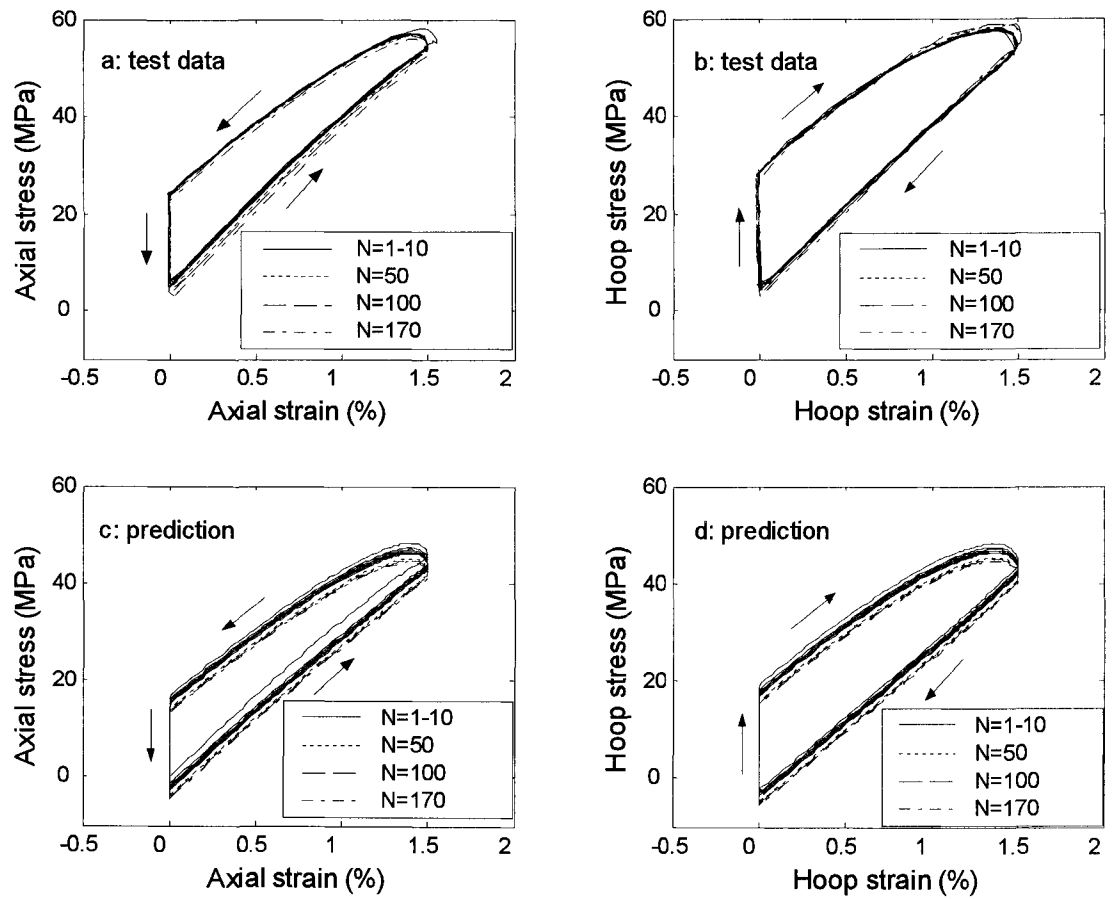 60
a: test data
40
Axial stress (MPa)
20
N=1-10
N=50
N=100
N=170
0
-0.5 0 0.5 1 1.5 2
Axial strain (%)
60
b: test data
40
Hoop stress (MPa)
20
N=1-10
N=50
N=100
N=170
0
-0.5 0 0.5 1 1.5 2
Hoop strain (%)
60
c: prediction
40
Axial stress (MPa)
20
N=1-10
N=50
N=100
N=170
0
-0.5 0 0.5 1 1.5 2
Axial strain (%)
60
d: prediction
40
Hoop stress (MPa)
20
N=1-10
N=50
N=100
N=170
0
-0.5 0 0.5 1 1.5 2
Hoop strain (%)